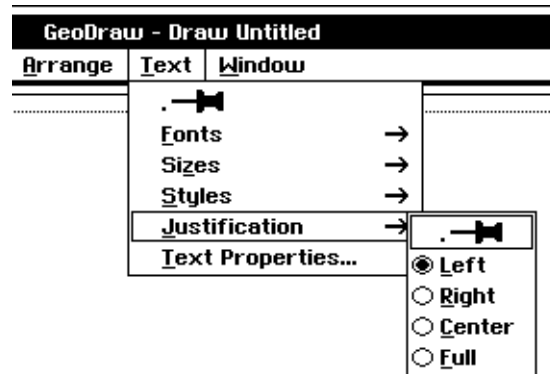 GeoDraw - Draw Untitled
Arrange Text Window
Fonts
Sizes
Styles
Justification
Text Properties...
Left
Right
Center
Full